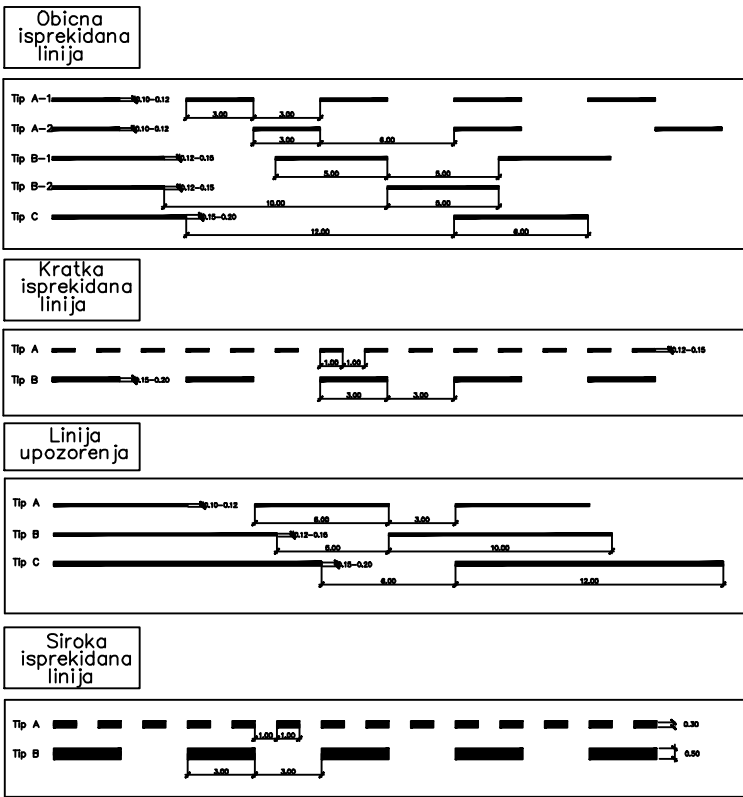 Obicna
isprekidana
linija
Tip A-1 0.10-0.12
3.00 3.00
Tip A-2 0.10-0.12
3.00 6.00
Tip B-1 0.12-0.15
5.00 5.00
Tip B-2 0.12-0.15
10.00 5.00
Tip C 0.15-0.20
12.00 6.00
Kratka
isprekidana
linija
Tip A 0.12-0.15
1.00 1.00
Tip B 0.15-0.20
3.00 3.00
Linija
upozorenja
Tip A 0.10-0.12
6.00 3.00
Tip B 0.12-0.15
5.00 10.00
Tip C 0.15-0.20
6.00 12.00
Siroka
isprekidana
linija
Tip A 0.30
1.00 1.00
Tip B 0.50
3.00 3.00